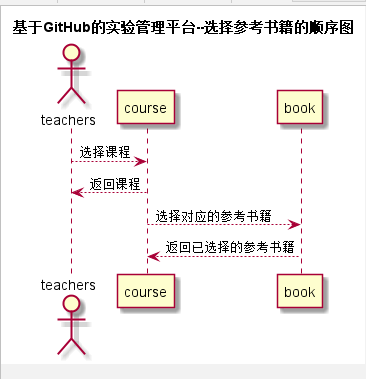 基于GitHub的实验管理平台--选择参考书籍的顺序图
teachers
course
book
选择课程
返回课程
选择对应的参考书籍
返回已选择的参考书籍
teachers
course
book